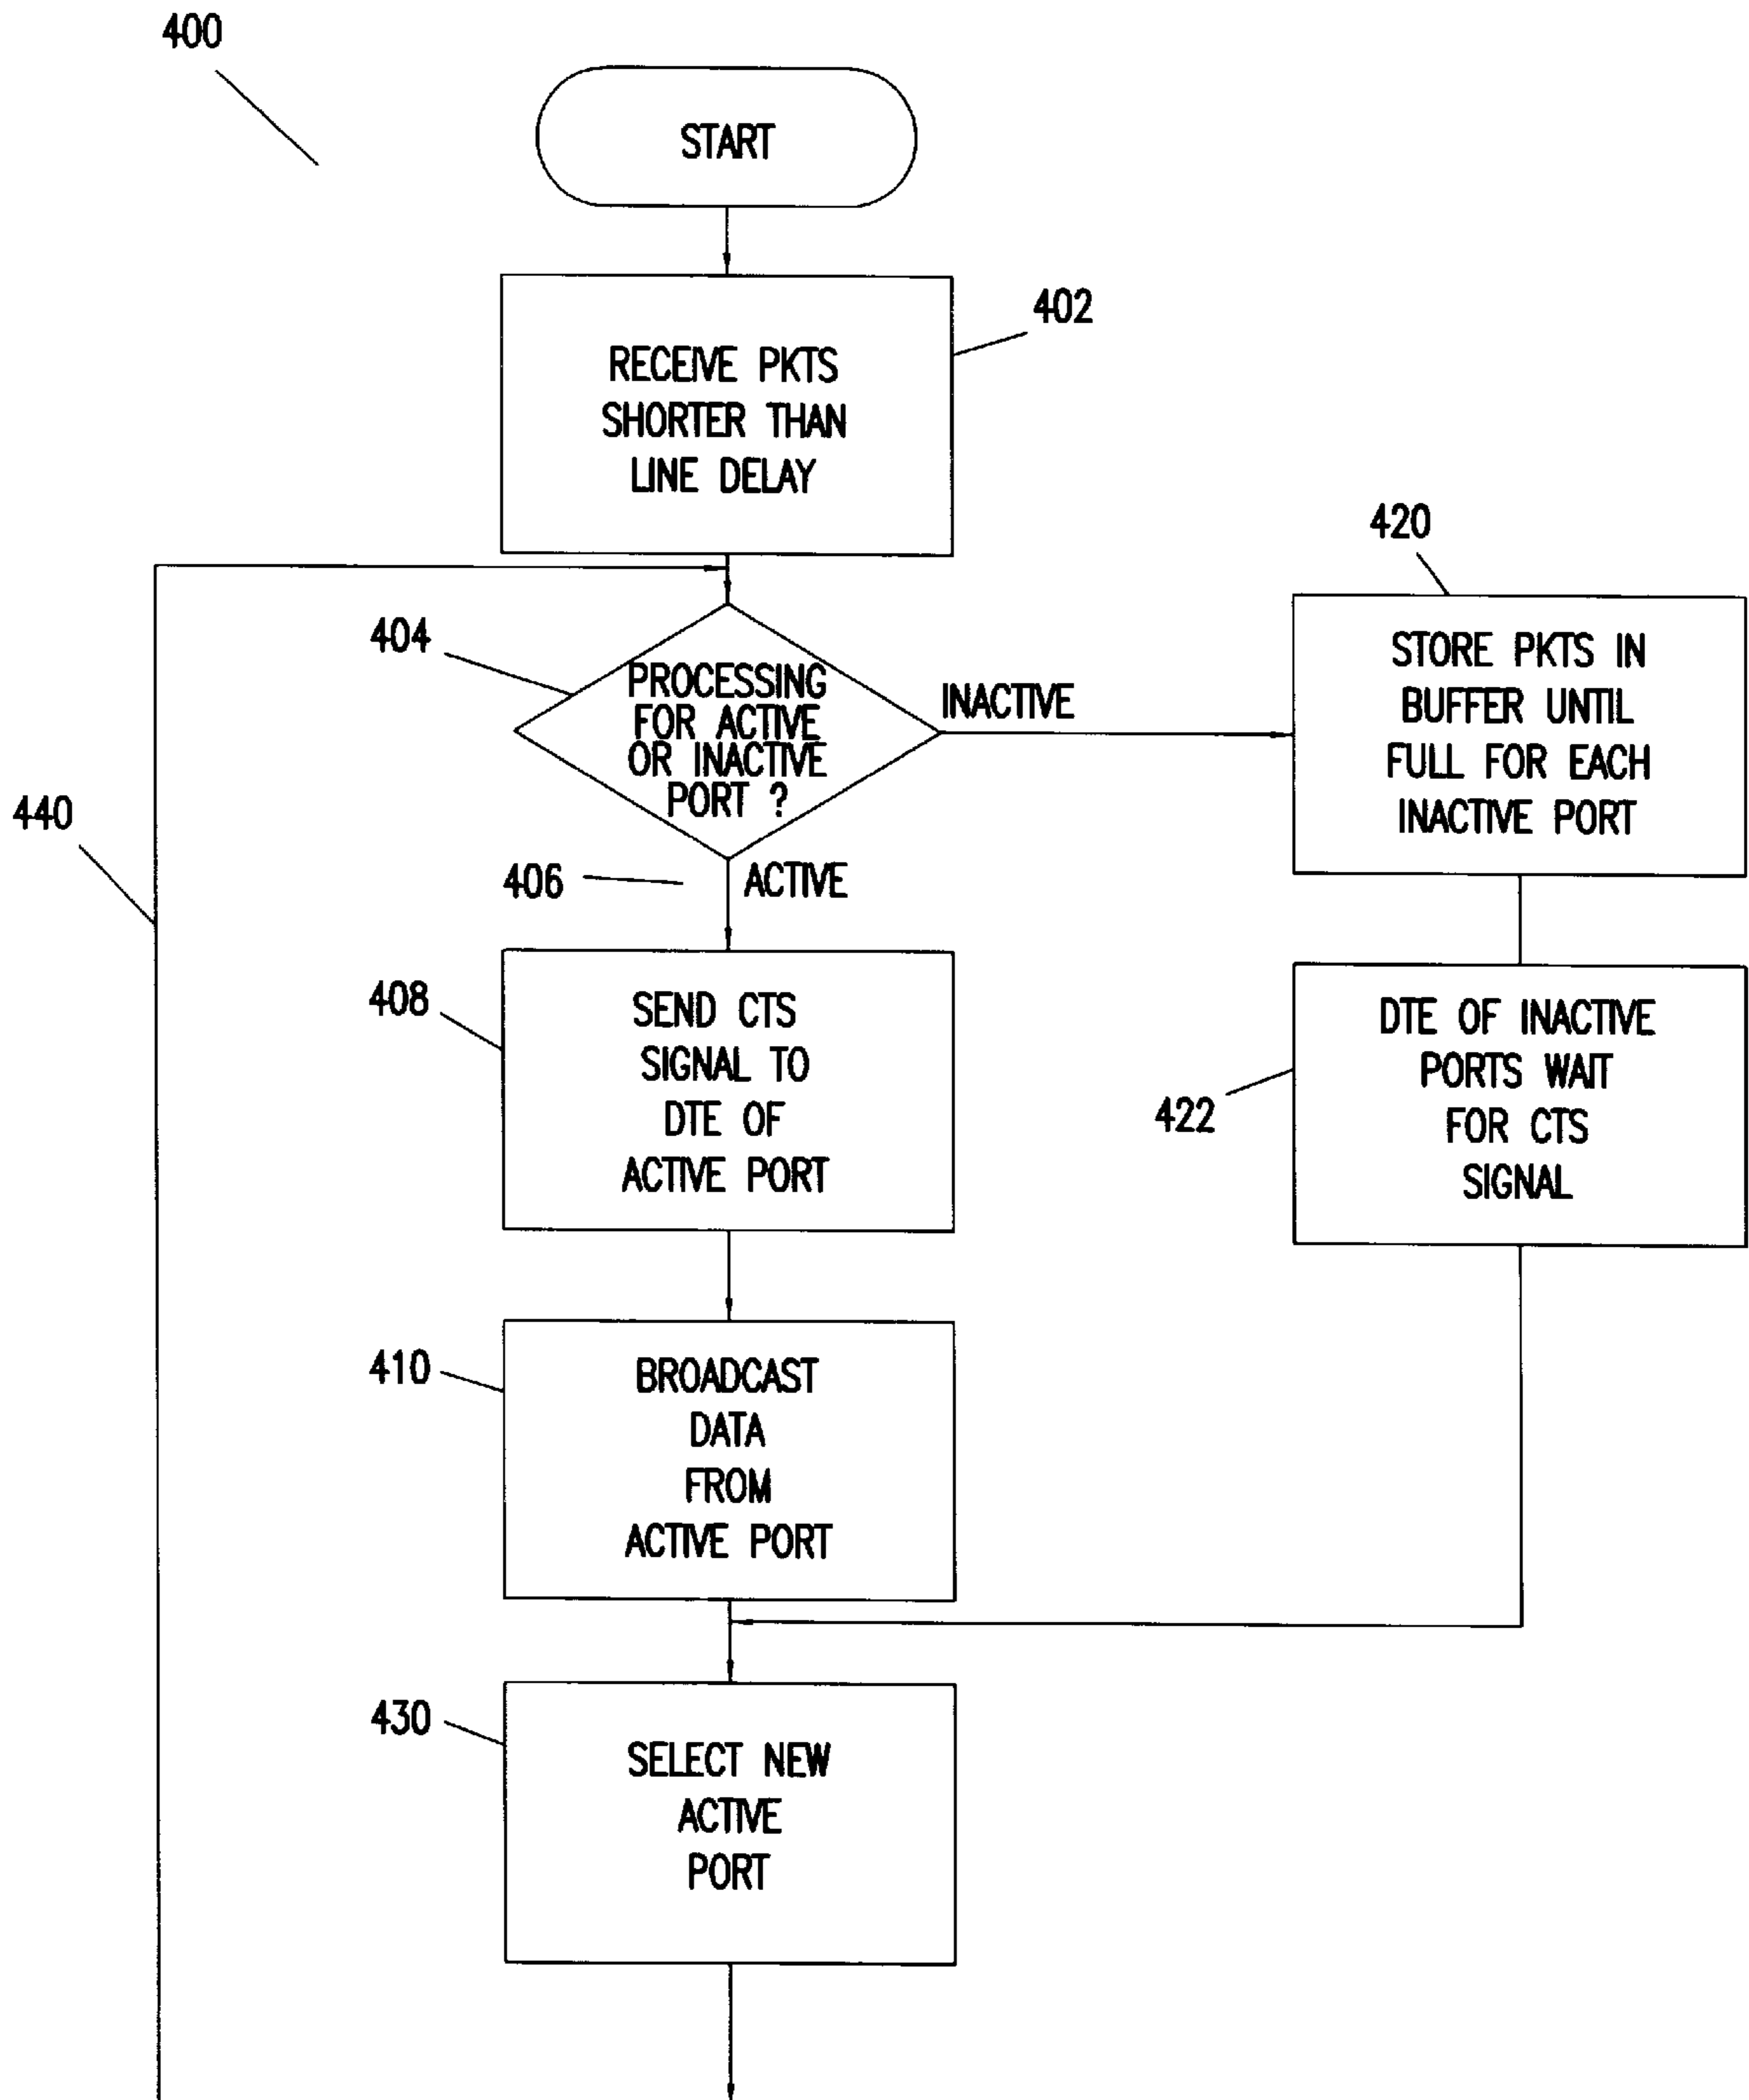 400
START
402
RECEIVE PKTS
SHORTER THAN
LINE DELAY
404
PROCESSING
FOR ACTIVE
OR INACTIVE
PORT ?
INACTIVE
420
STORE PKTS IN
BUFFER UNTIL
FULL FOR EACH
INACTIVE PORT
440
406
ACTIVE
408
SEND CTS
SIGNAL TO
DTE OF
ACTIVE PORT
422
DTE OF INACTIVE
PORTS WAIT
FOR CTS
SIGNAL
410
BROADCAST
DATA
FROM
ACTIVE PORT
430
SELECT NEW
ACTIVE
PORT